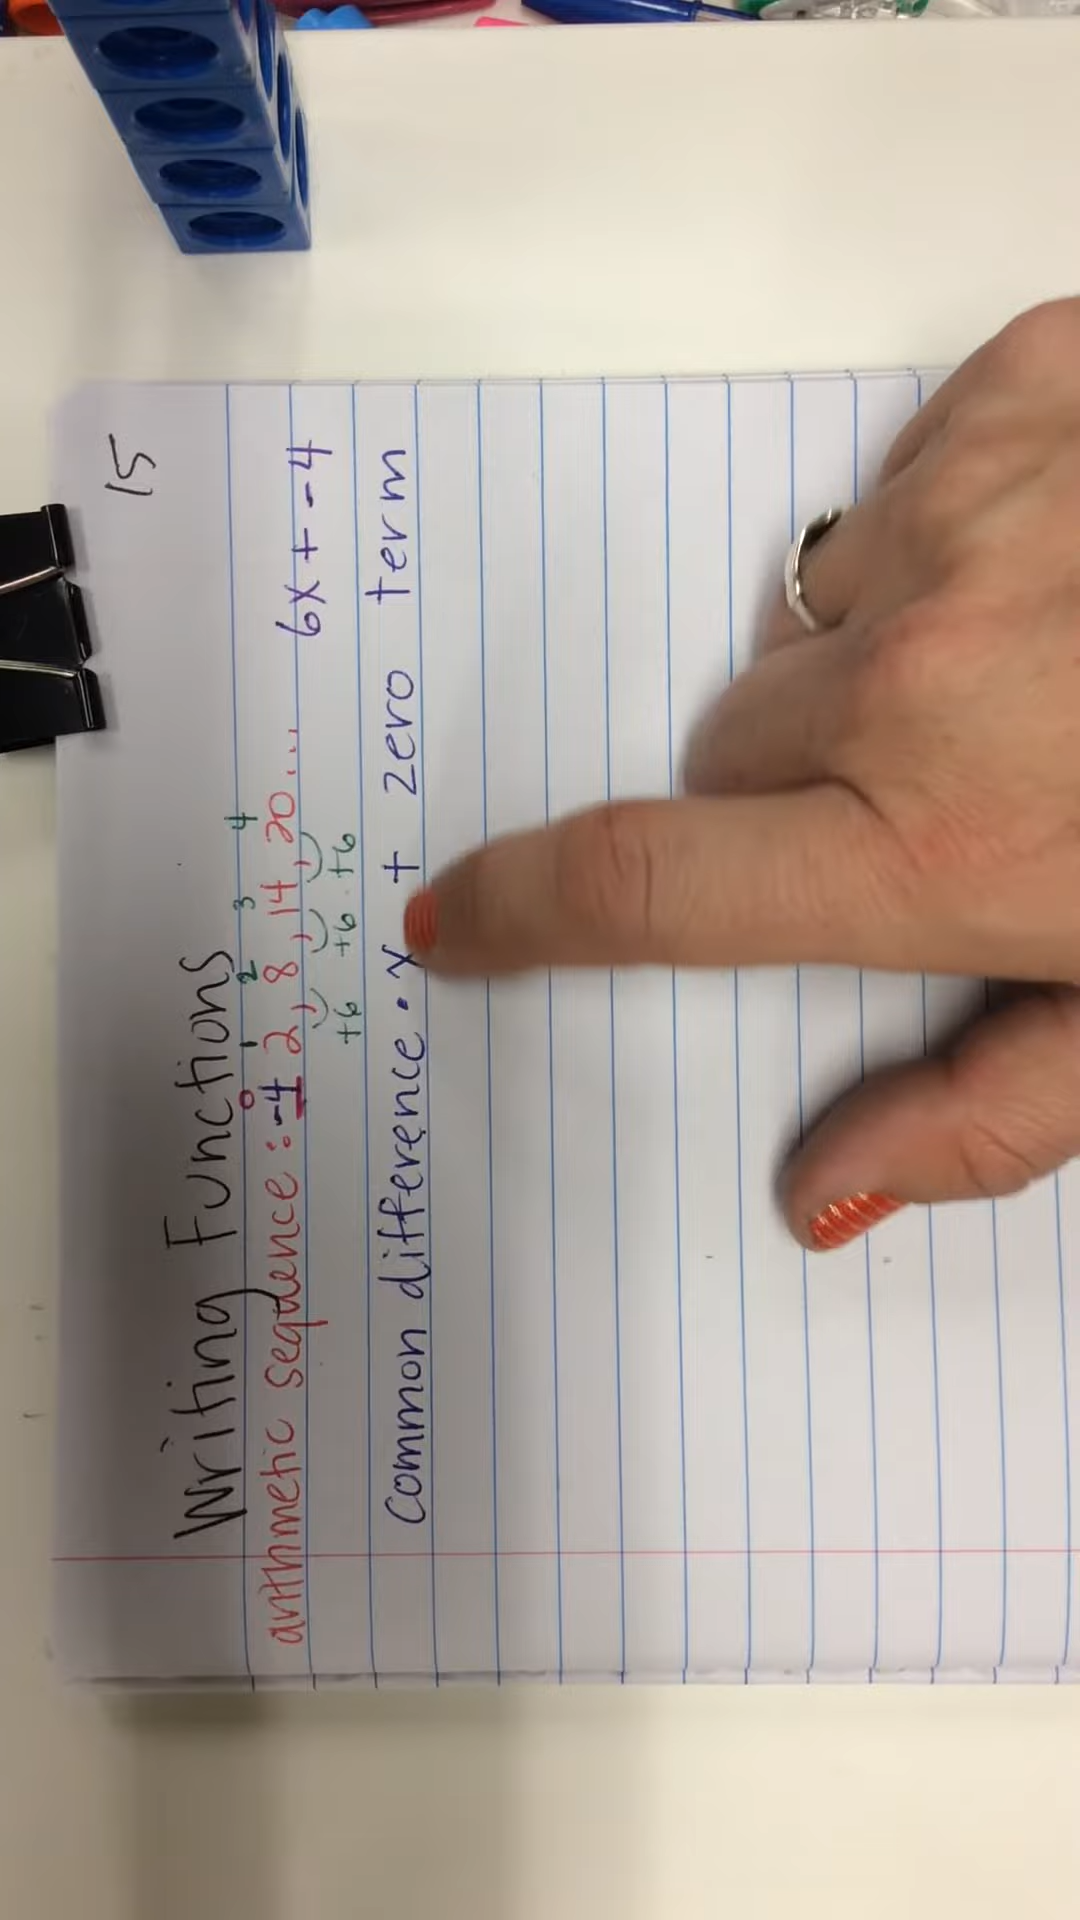 15
Writing Functions
0 1 2 3 4
arithmetic sequence: -4 2, 8, 14, 20... 6x + -4
+6 +6 +6
common difference • x + zero term